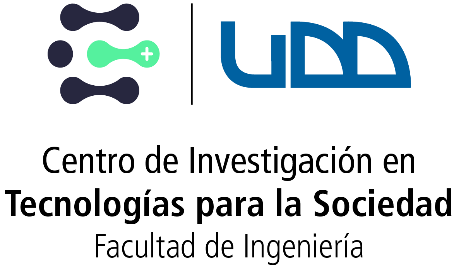 UDD
Centro de Investigación en
Tecnologías para la Sociedad
Facultad de Ingeniería